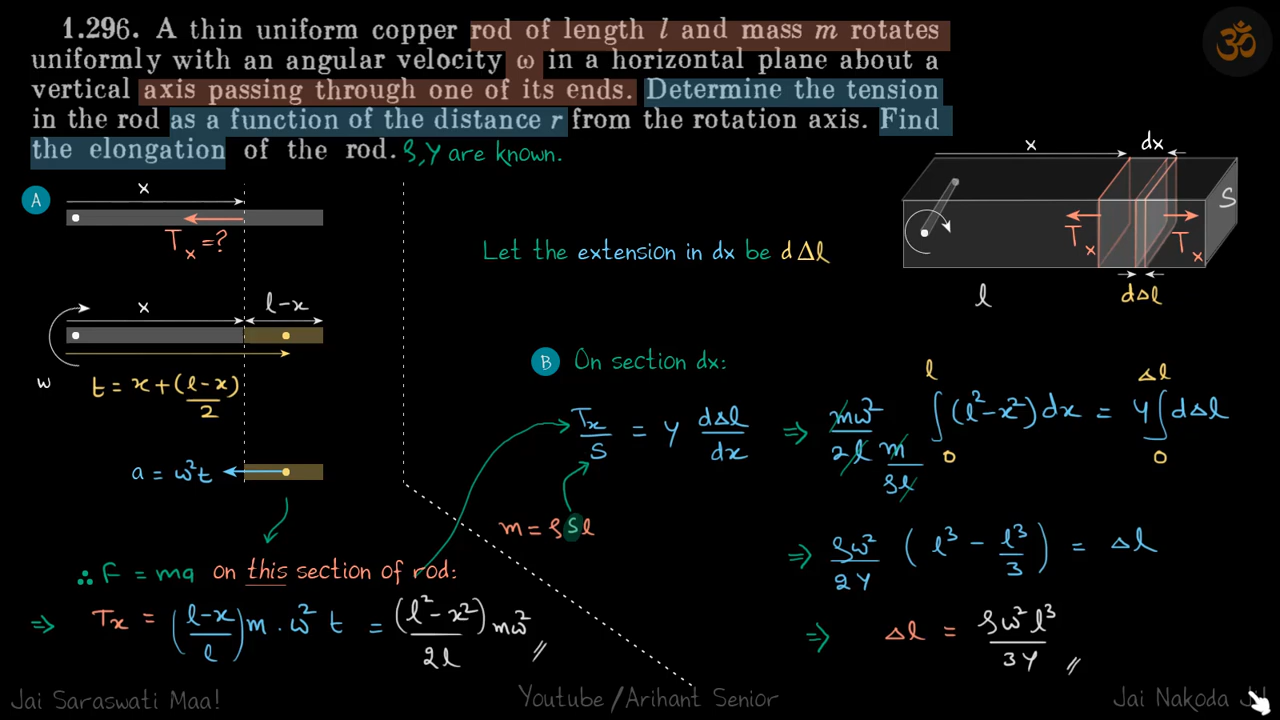 1.296. A thin uniform copper rod of length l and mass m rotates
uniformly with an angular velocity ω in a horizontal plane about a
vertical axis passing through one of its ends. Determine the tension
in the rod as a function of the distance r from the rotation axis. Find
the elongation of the rod. ρ,Y are known.
ॐ
A
x
Tx = ?
x
l-x
w
t = x + (l-x)/2
a = ω²t
∴ F = ma on this section of rod:
⇒ Tx = ((l-x)/l) m . ω² t = (l²-x²)/2l mω² //
Let the extension in dx be dΔl
x
dx
S
Tx
Tx
l
dΔl
B On section dx:
Tx/S = Y dΔl/dx ⇒ mω²/(2l m/(ρl)) ∫₀ˡ (l²-x²) dx = Y ∫₀^Δl dΔl
m = ρSl
⇒ ρω²/2Y (l³ - l³/3) = Δl
⇒ Δl = ρω²l³/3Y //
Jai Saraswati Maa!
Youtube/Arihant Senior
Jai Nakoda Ji!